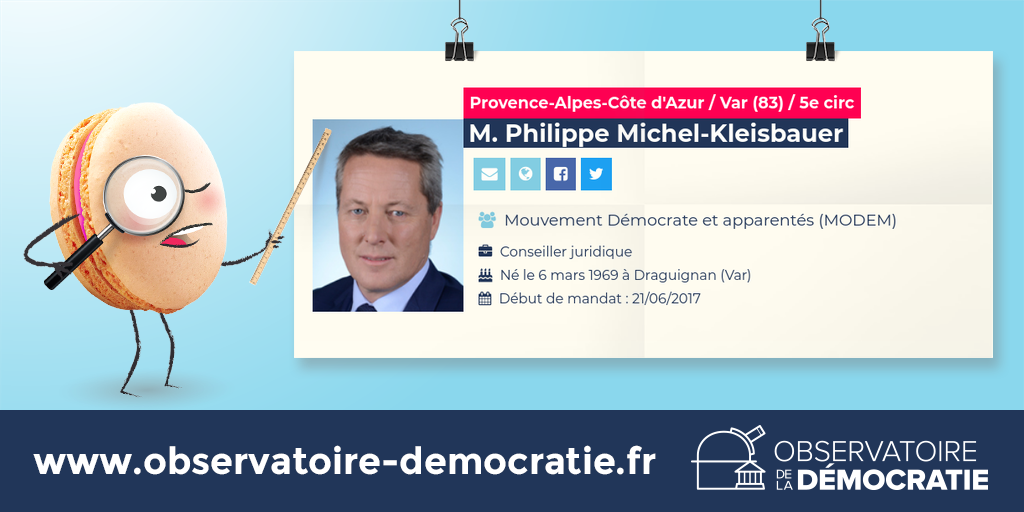 Provence-Alpes-Côte d'Azur / Var (83) / 5e circ
M. Philippe Michel-Kleisbauer
Mouvement Démocrate et apparentés (MODEM)
Conseiller juridique
Né le 6 mars 1969 à Draguignan (Var)
Début de mandat : 21/06/2017
www.observatoire-democratie.fr
OBSERVATOIRE
DE LA DÉMOCRATIE